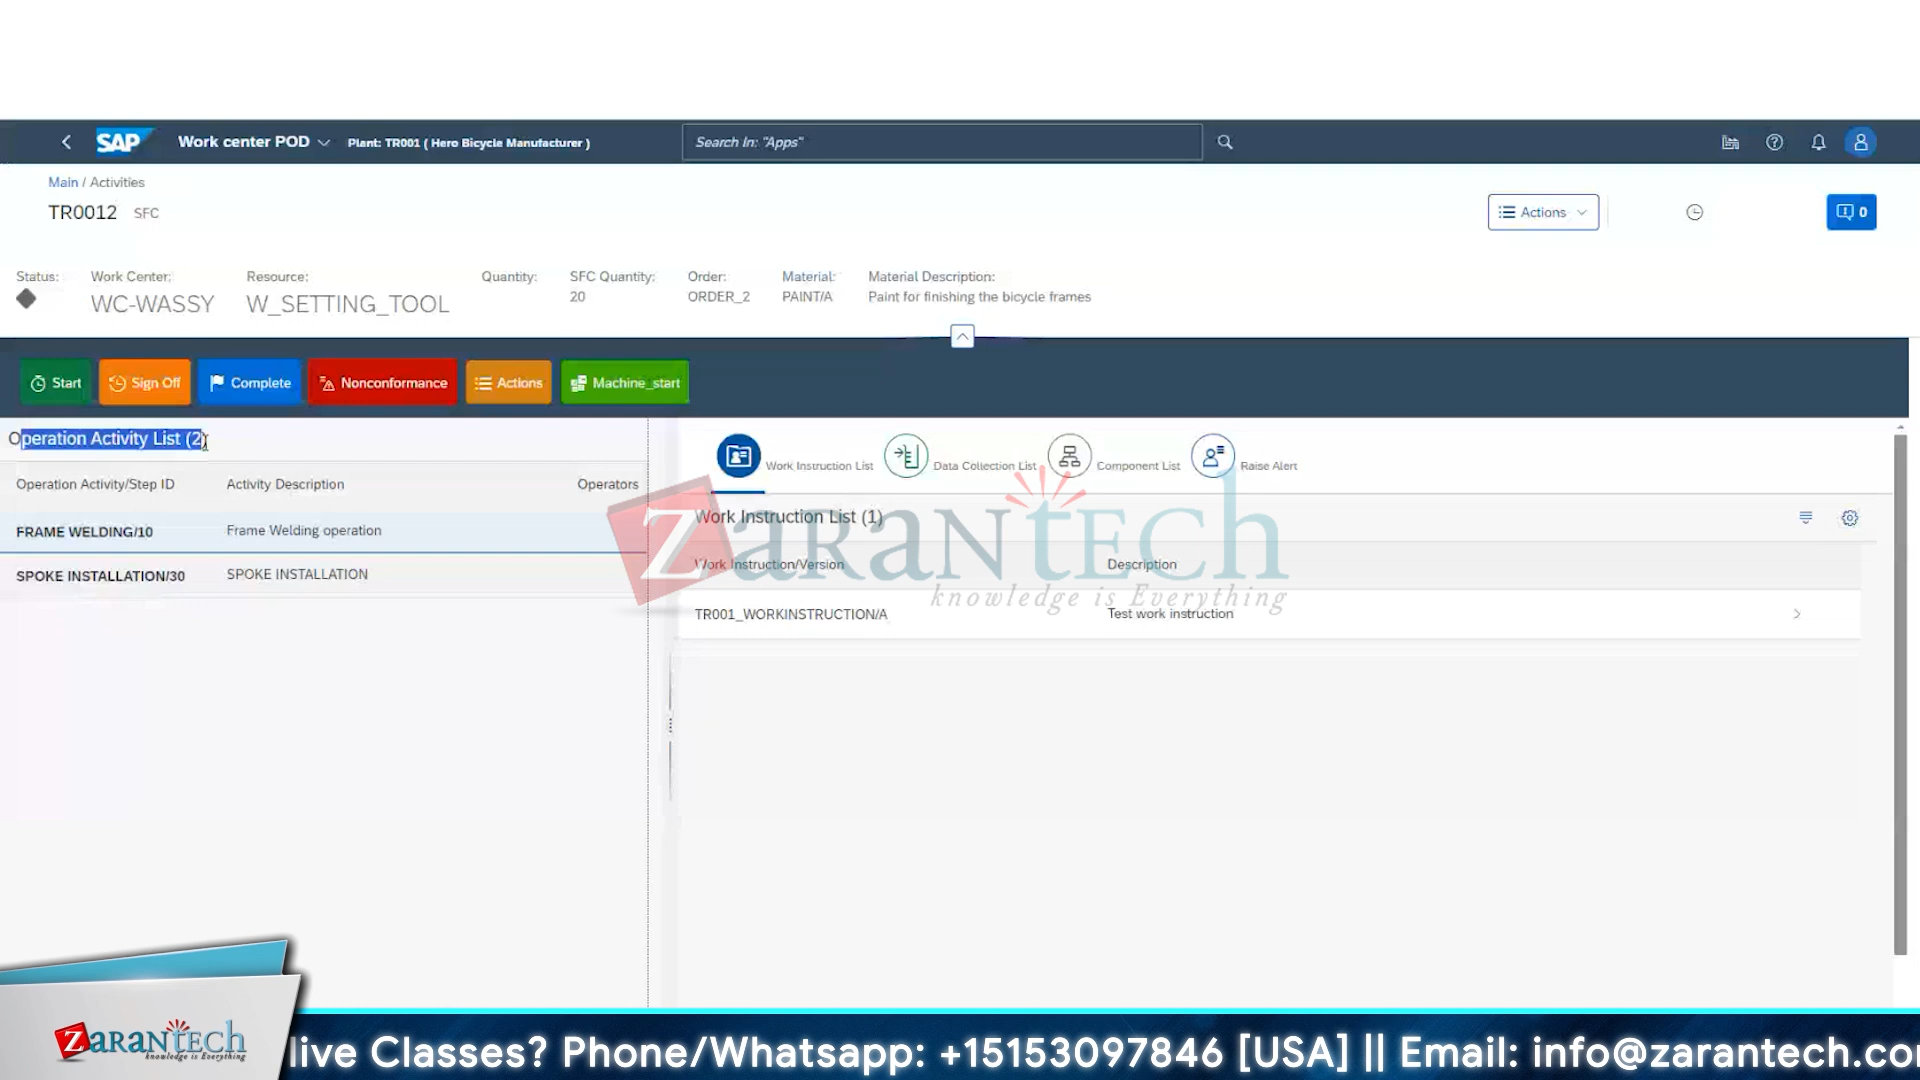 SAP Work center POD Plant: TR001 ( Hero Bicycle Manufacturer ) Search In: "Apps"
Main / Activities
TR0012 SFC Actions 0
Status: Work Center: Resource: Quantity: SFC Quantity: Order: Material: Material Description:
WC-WASSY W_SETTING_TOOL 20 ORDER_2 PAINT/A Paint for finishing the bicycle frames
Start Sign Off Complete Nonconformance Actions Machine_start
Operation Activity List (2)
Work Instruction List Data Collection List Component List Raise Alert
Operation Activity/Step ID Activity Description Operators
Work Instruction List (1)
FRAME WELDING/10 Frame Welding operation
ZARANTECH
Work Instruction/Version Description
SPOKE INSTALLATION/30 SPOKE INSTALLATION
knowledge is Everything
TR001_WORKINSTRUCTION/A Test work instruction
ZARANTECH
knowledge is Everything
live Classes? Phone/Whatsapp: +15153097846 [USA] || Email: info@zarantech.co